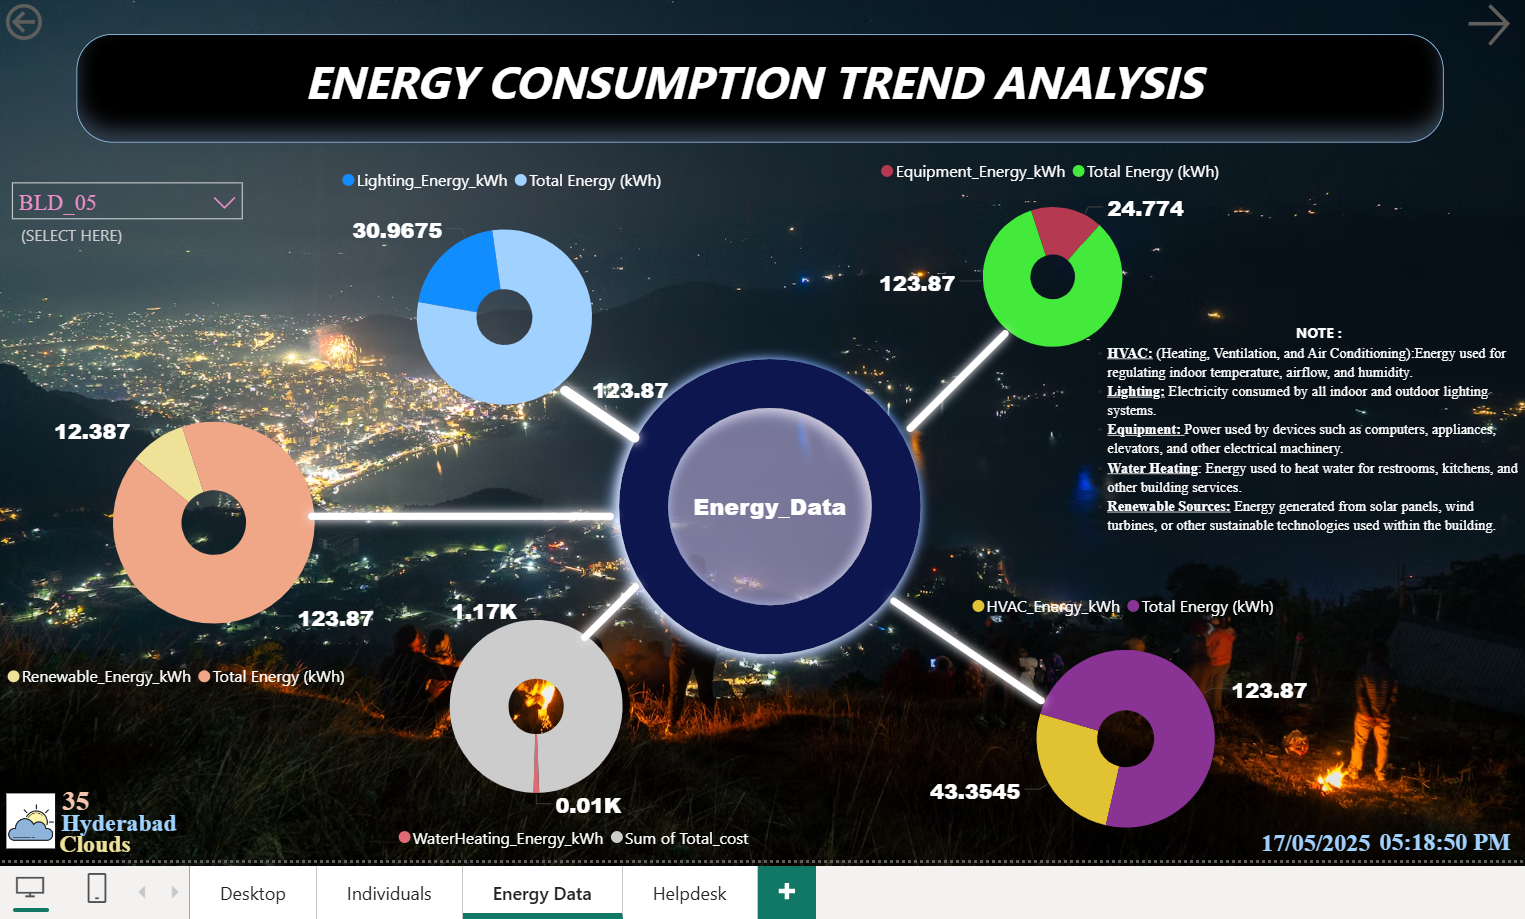 ENERGY CONSUMPTION TREND ANALYSIS
BLD_05
(SELECT HERE)
Lighting_Energy_kWh Total Energy (kWh)
30.9675
123.87
Equipment_Energy_kWh Total Energy (kWh)
24.774
123.87
NOTE :
HVAC: (Heating, Ventilation, and Air Conditioning):Energy used for
regulating indoor temperature, airflow, and humidity.
Lighting: Electricity consumed by all indoor and outdoor lighting
systems.
Equipment: Power used by devices such as computers, appliances,
elevators, and other electrical machinery.
Water Heating: Energy used to heat water for restrooms, kitchens, and
other building services.
Renewable Sources: Energy generated from solar panels, wind
turbines, or other sustainable technologies used within the building.
12.387
123.87
Renewable_Energy_kWh Total Energy (kWh)
Energy_Data
1.17K
0.01K
WaterHeating_Energy_kWh Sum of Total_cost
HVAC_Energy_kWh Total Energy (kWh)
123.87
43.3545
35
Hyderabad
Clouds
17/05/2025 05:18:50 PM
Desktop Individuals Energy Data Helpdesk